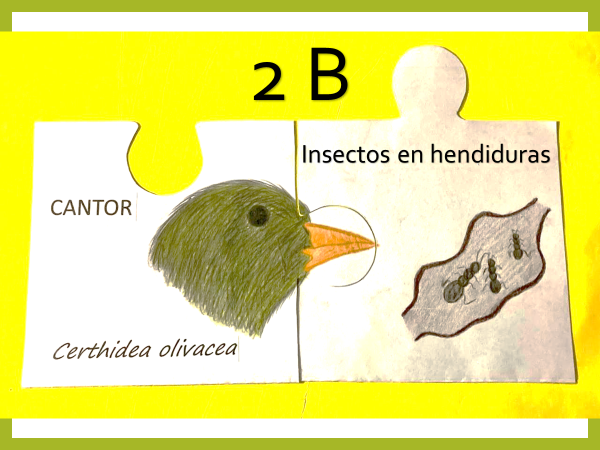 2 B
Insectos en hendiduras
CANTOR
Certhidea olivacea